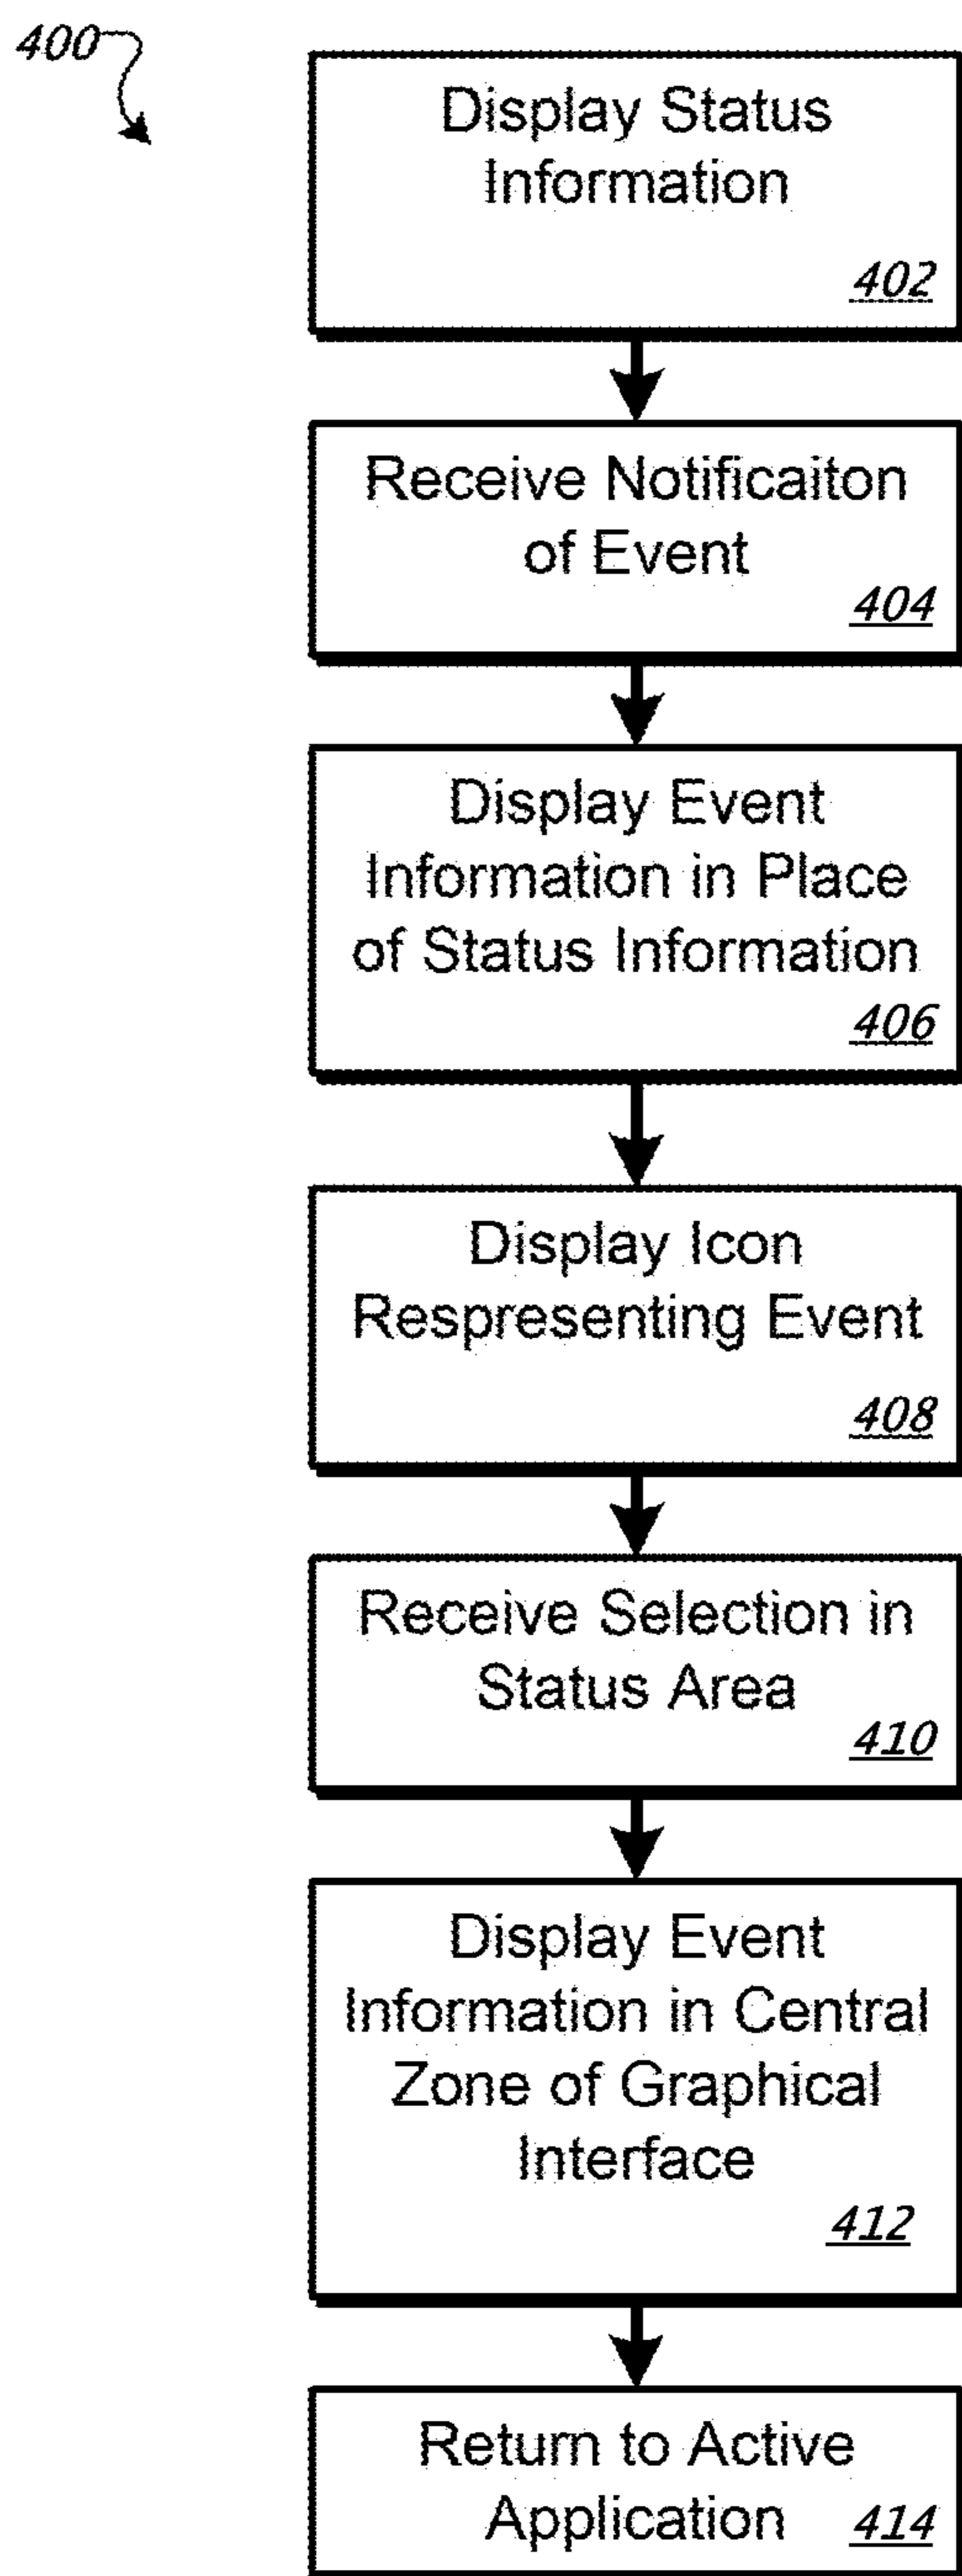 400
Display Status
Information
402
Receive Notificaiton
of Event
404
Display Event
Information in Place
of Status Information
406
Display Icon
Respresenting Event
408
Receive Selection in
Status Area
410
Display Event
Information in Central
Zone of Graphical
Interface
412
Return to Active
Application 414